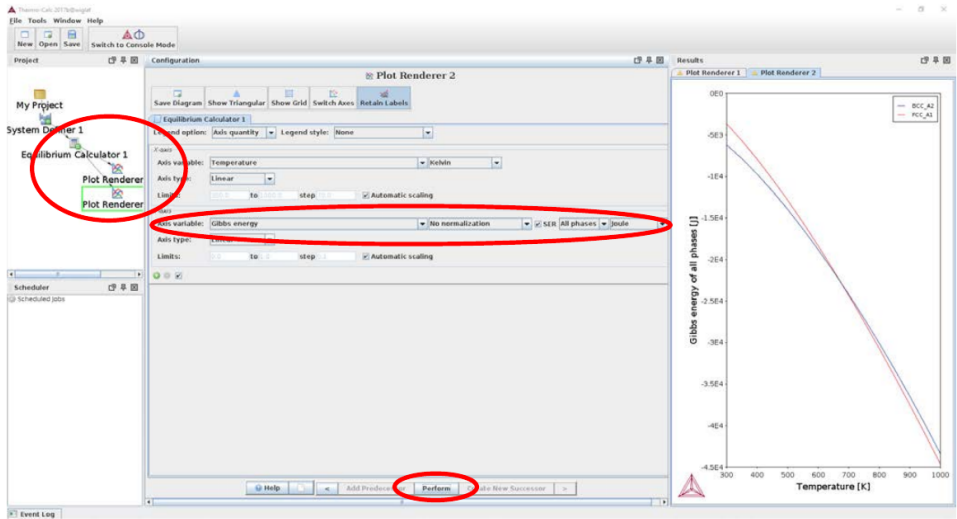 File Tools Window Help
New Open Save Switch to Console Mode
Project
My Project
System Definer 1
Equilibrium Calculator 1
Plot Renderer
Plot Renderer
Scheduler
Scheduled Jobs
Configuration
Plot Renderer 2
Save Diagram Show Triangular Show Grid Switch Axes Retain Labels
Equilibrium Calculator 1
Legend option: Axis quantity Legend style: None
X-axis
Axis variable: Temperature Kelvin
Axis type: Linear
Limits: to step Automatic scaling
Axis variable: Gibbs energy No normalization SER All phases Joule
Axis type: Linear
Limits: to step Automatic scaling
Help < Add Predecessor Perform Create New Successor >
Results
Plot Renderer 1 Plot Renderer 2
BCC_A2
FCC_A1
0E0
-5E3
-1E4
-1.5E4
-2E4
-2.5E4
-3E4
-3.5E4
-4E4
-4.5E4
Gibbs energy of all phases [J]
300 400 500 600 700 800 900 1000
Temperature [K]
Event Log